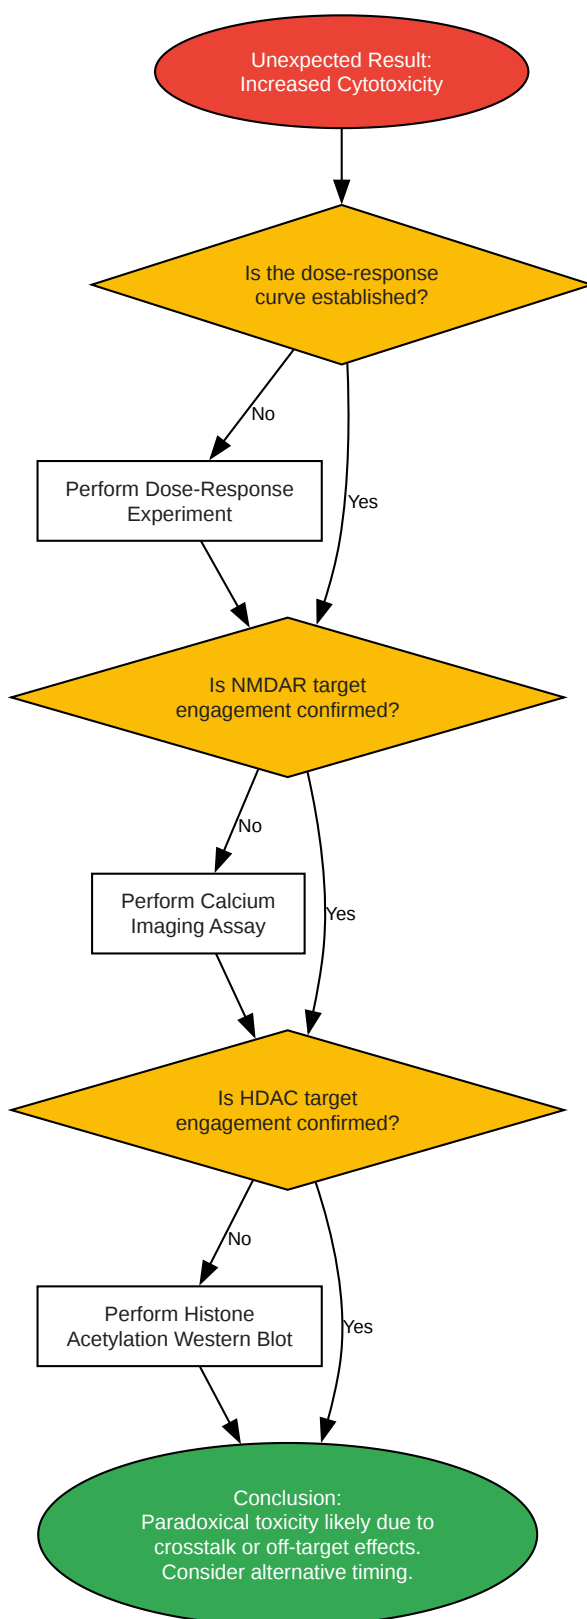 Unexpected Result:
Increased Cytotoxicity
Is the dose-response
curve established?
No
Perform Dose-Response
Experiment
Yes
Is NMDAR target
engagement confirmed?
No
Perform Calcium
Imaging Assay
Yes
Is HDAC target
engagement confirmed?
No
Perform Histone
Acetylation Western Blot
Yes
Conclusion:
Paradoxical toxicity likely due to
crosstalk or off-target effects.
Consider alternative timing.